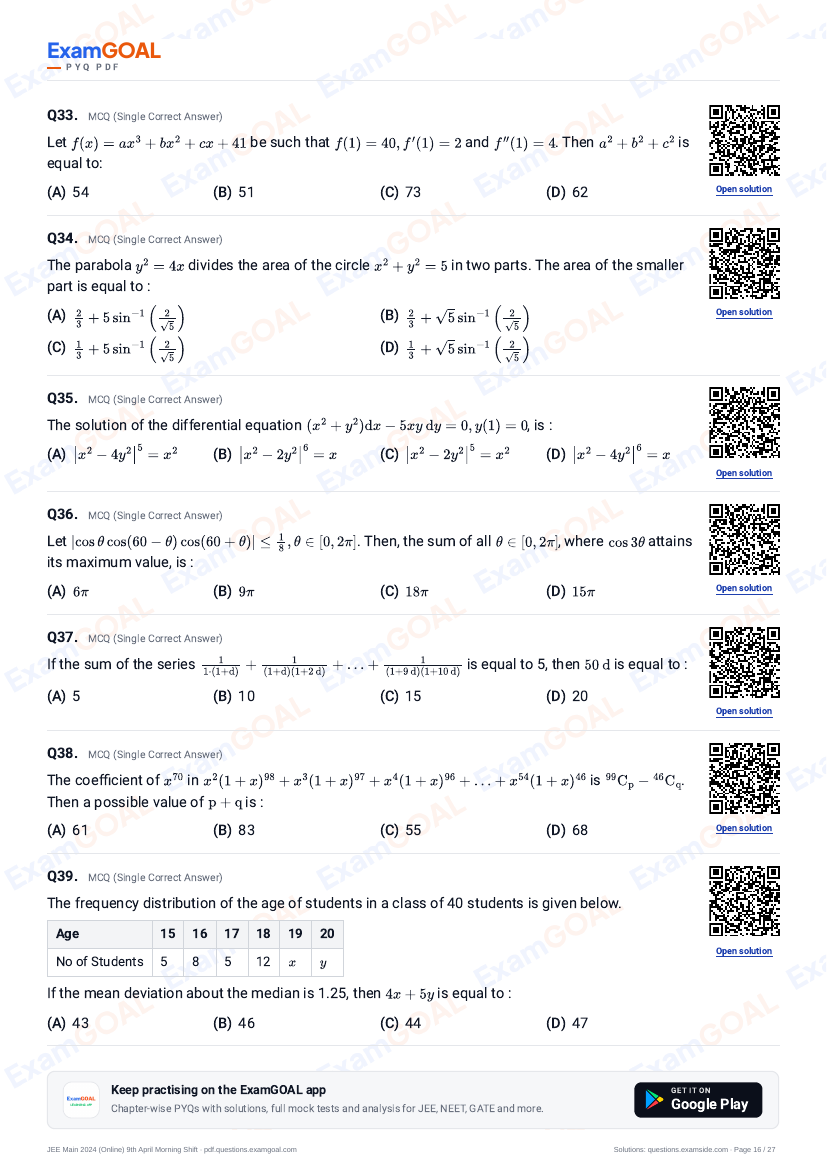 ExamGOAL
PYQ PDF
Q33. MCQ (Single Correct Answer)
Let f(x) = ax³ + bx² + cx + 41 be such that f(1) = 40, f′(1) = 2 and f″(1) = 4. Then a² + b² + c² is
equal to:
(A) 54 (B) 51 (C) 73 (D) 62
Open solution
Q34. MCQ (Single Correct Answer)
The parabola y² = 4x divides the area of the circle x² + y² = 5 in two parts. The area of the smaller
part is equal to :
(A) 2/3 + 5 sin⁻¹ (2/√5) (B) 2/3 + √5 sin⁻¹ (2/√5)
(C) 1/3 + 5 sin⁻¹ (2/√5) (D) 1/3 + √5 sin⁻¹ (2/√5)
Open solution
Q35. MCQ (Single Correct Answer)
The solution of the differential equation (x² + y²)dx − 5xy dy = 0, y(1) = 0, is :
(A) |x² − 4y²|⁵ = x² (B) |x² − 2y²|⁶ = x (C) |x² − 2y²|⁵ = x² (D) |x² − 4y²|⁶ = x
Open solution
Q36. MCQ (Single Correct Answer)
Let |cos θ cos(60 − θ) cos(60 + θ)| ≤ 1/8, θ ∈ [0, 2π]. Then, the sum of all θ ∈ [0, 2π], where cos 3θ attains
its maximum value, is :
(A) 6π (B) 9π (C) 18π (D) 15π
Open solution
Q37. MCQ (Single Correct Answer)
If the sum of the series 1/(1·(1+d)) + 1/((1+d)(1+2 d)) + … + 1/((1+9 d)(1+10 d)) is equal to 5, then 50 d is equal to :
(A) 5 (B) 10 (C) 15 (D) 20
Open solution
Q38. MCQ (Single Correct Answer)
The coefficient of x⁷⁰ in x²(1 + x)⁹⁸ + x³(1 + x)⁹⁷ + x⁴(1 + x)⁹⁶ + … + x⁵⁴(1 + x)⁴⁶ is ⁹⁹Cₚ − ⁴⁶C_q.
Then a possible value of p + q is :
(A) 61 (B) 83 (C) 55 (D) 68
Open solution
Q39. MCQ (Single Correct Answer)
The frequency distribution of the age of students in a class of 40 students is given below.
Age 15 16 17 18 19 20
No of Students 5 8 5 12 x y
If the mean deviation about the median is 1.25, then 4x + 5y is equal to :
(A) 43 (B) 46 (C) 44 (D) 47
Open solution
Keep practising on the ExamGOAL app
Chapter-wise PYQs with solutions, full mock tests and analysis for JEE, NEET, GATE and more.
GET IT ON
Google Play
JEE Main 2024 (Online) 9th April Morning Shift · pdf.questions.examgoal.com
Solutions: questions.examside.com · Page 16 / 27